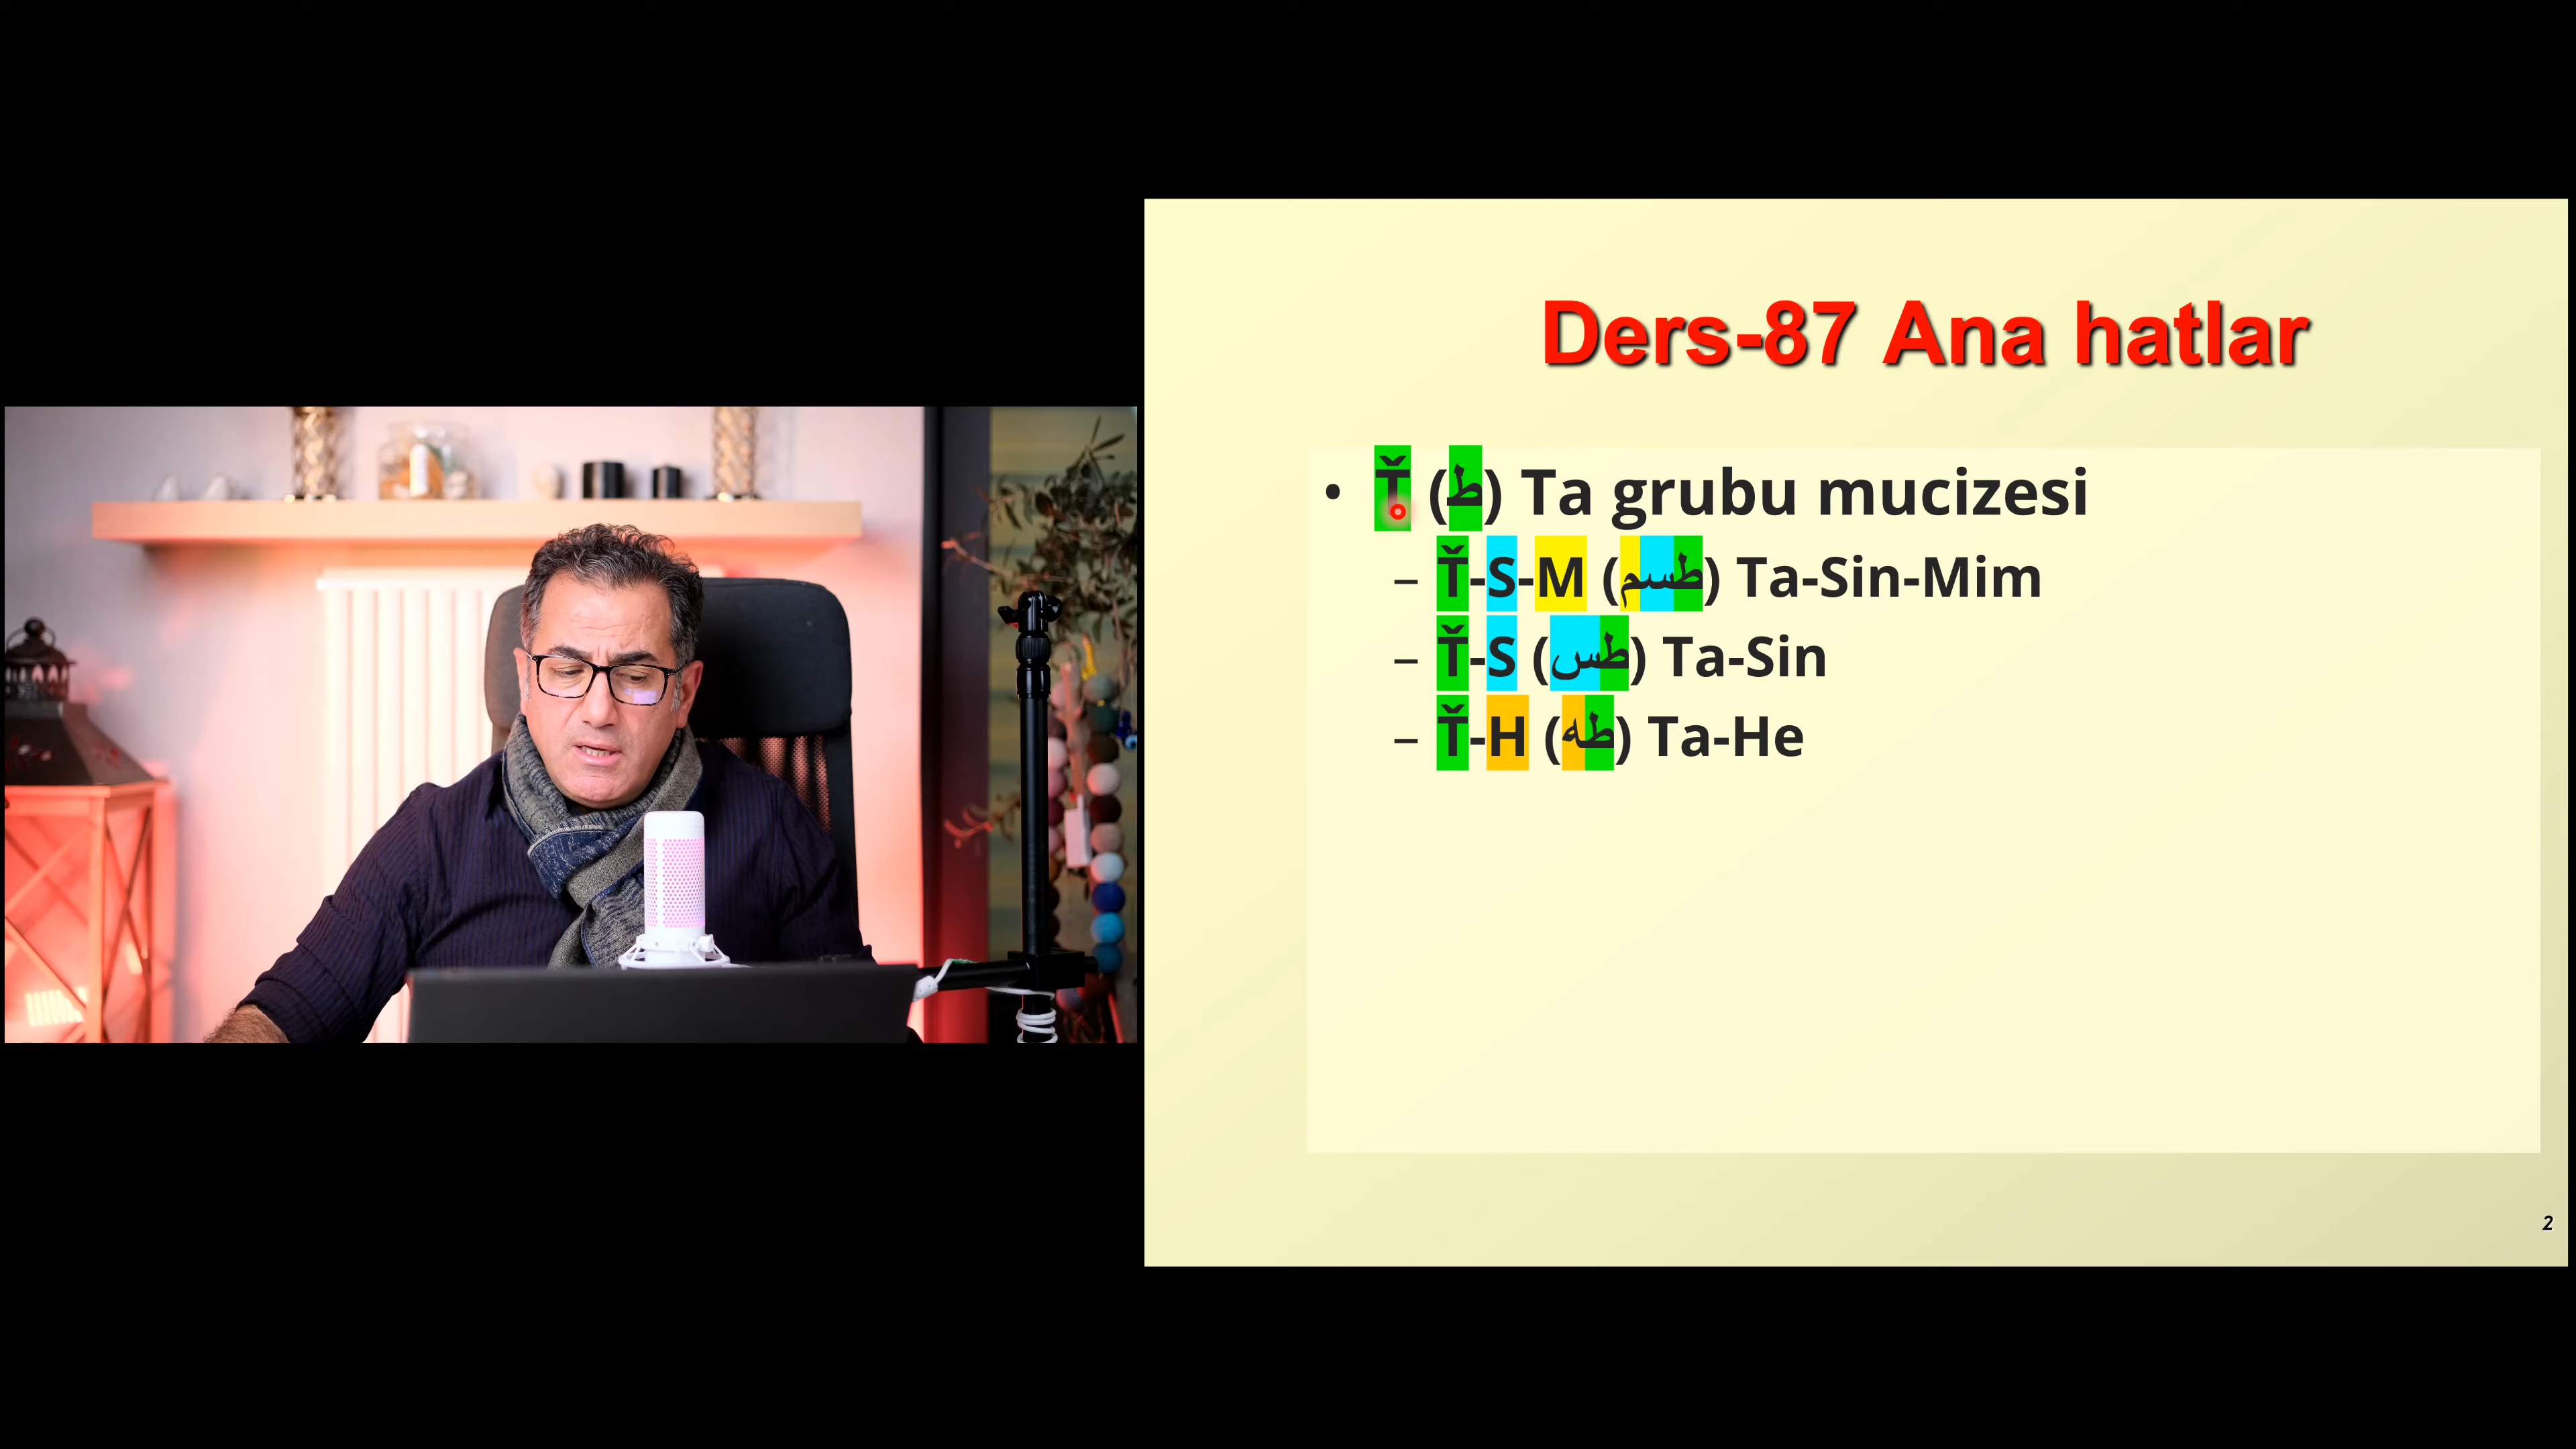 Ders-87 Ana hatlar
• Ť (ط) Ta grubu mucizesi
– Ť-S-M (طسم) Ta-Sin-Mim
– Ť-S (طس) Ta-Sin
– Ť-H (طه) Ta-He
2